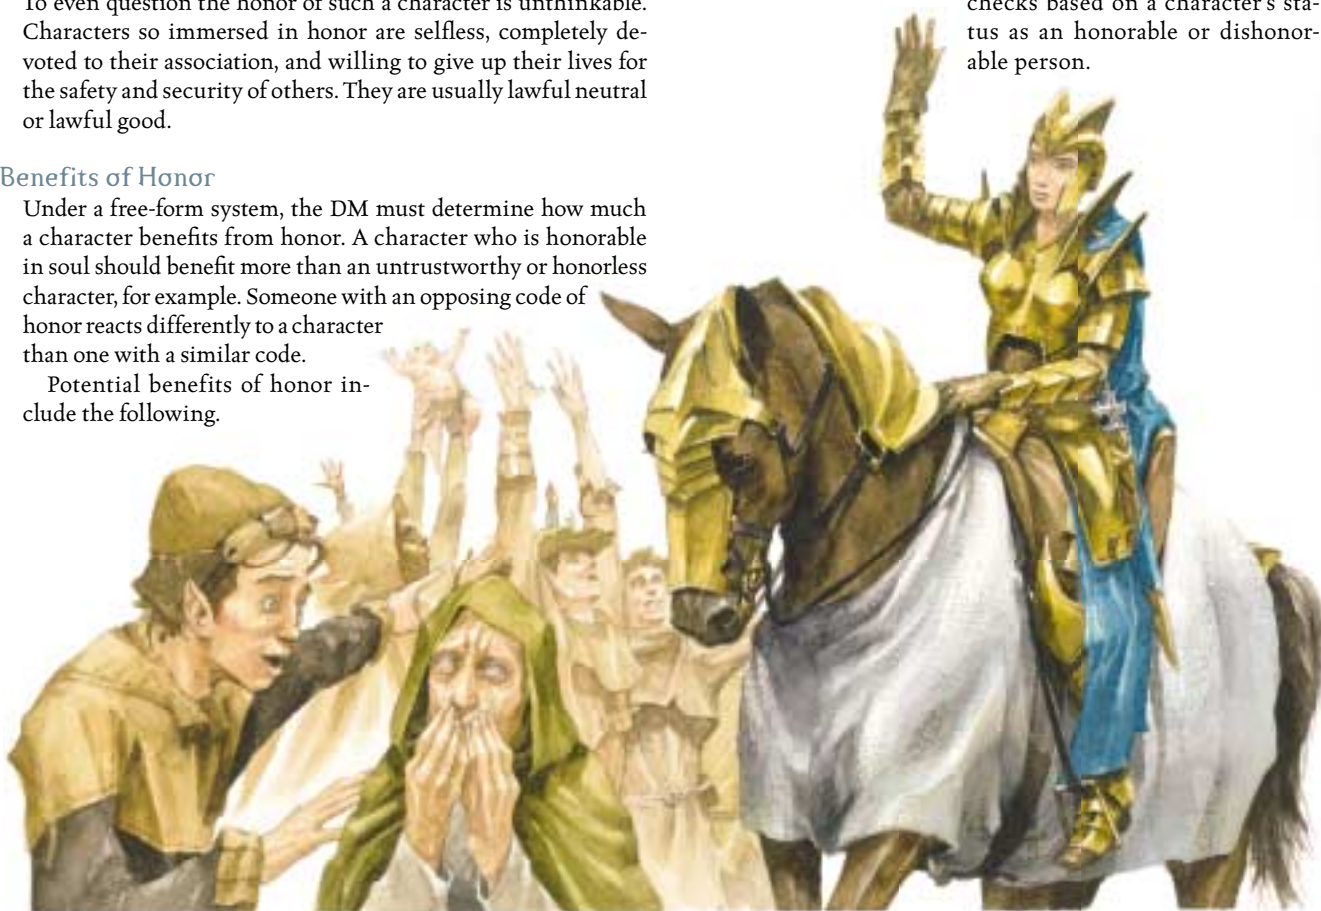 To even question the honor of such a character is unthinkable.
Characters so immersed in honor are selfless, completely de-
voted to their association, and willing to give up their lives for
the safety and security of others. They are usually lawful neutral
or lawful good.
Benefits of Honor
Under a free-form system, the DM must determine how much
a character benefits from honor. A character who is honorable
in soul should benefit more than an untrustworthy or honorless
character, for example. Someone with an opposing code of
honor reacts differently to a character
than one with a similar code.
Potential benefits of honor in-
clude the following.
checks based on a character's sta-
tus as an honorable or dishonor-
able person.